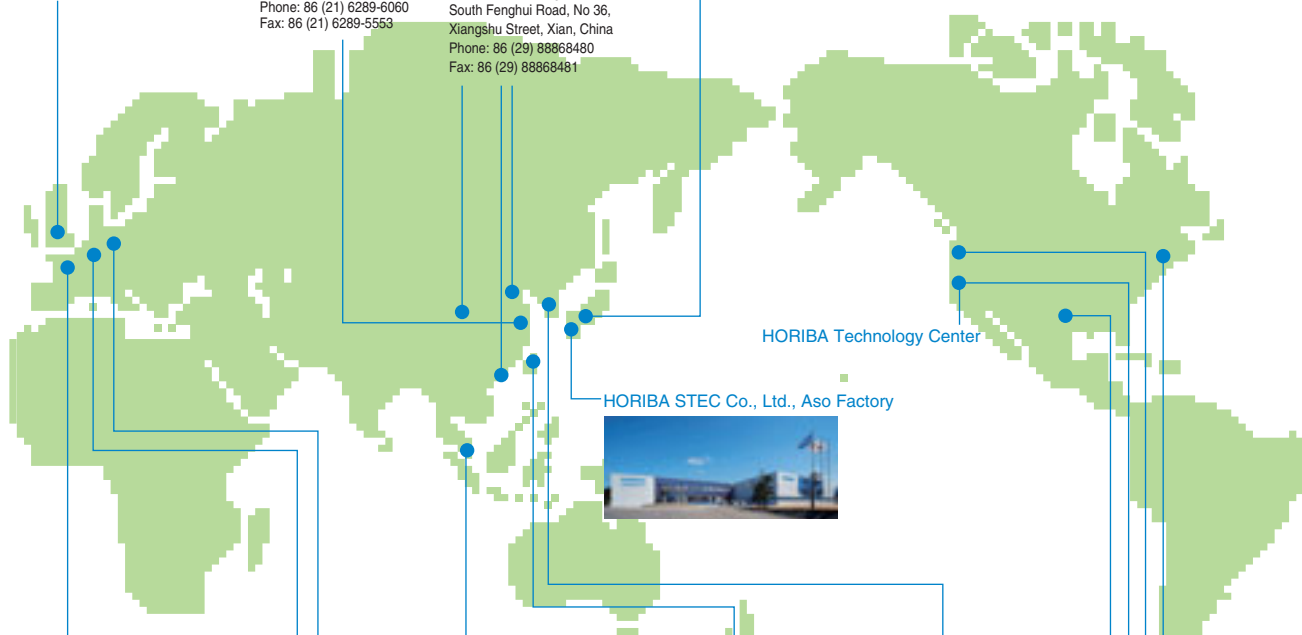 Phone: 86 (21) 6289-6060
Fax: 86 (21) 6289-5553
South Fenghui Road, No 36,
Xiangshu Street, Xian, China
Phone: 86 (29) 88868480
Fax: 86 (29) 88868481
HORIBA Technology Center
HORIBA STEC Co., Ltd., Aso Factory